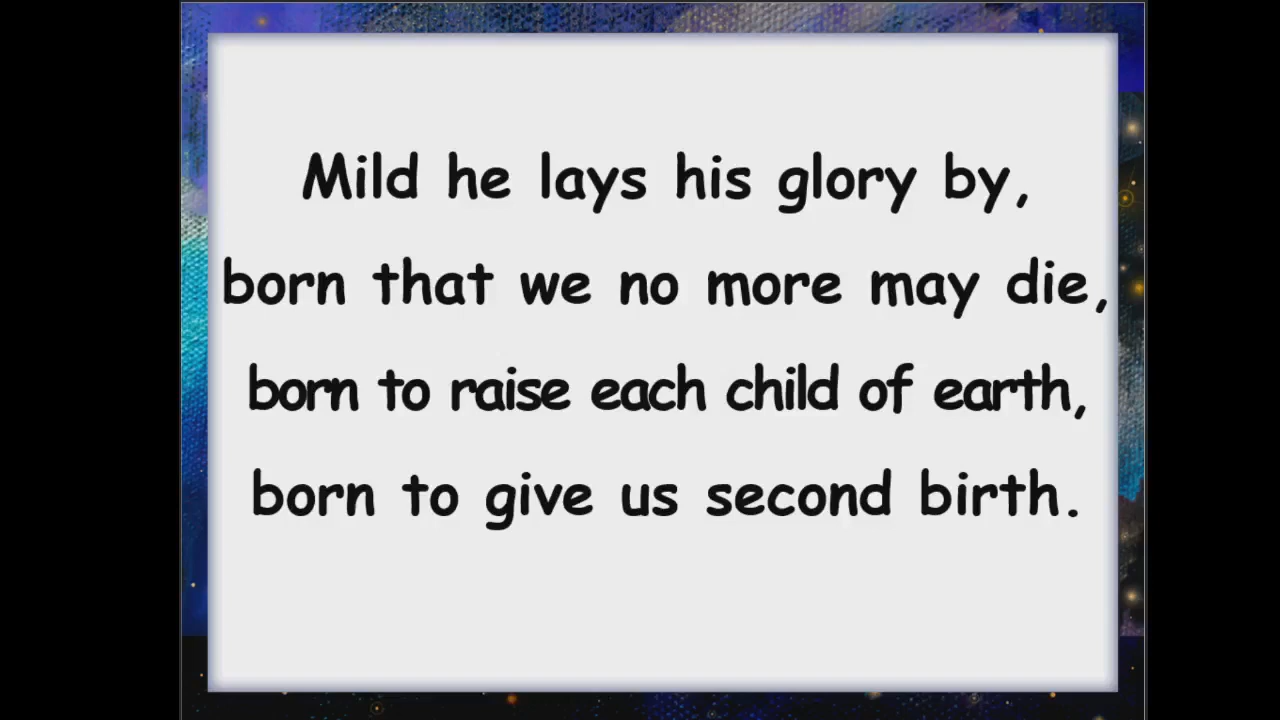 Mild he lays his glory by,
born that we no more may die,
born to raise each child of earth,
born to give us second birth.